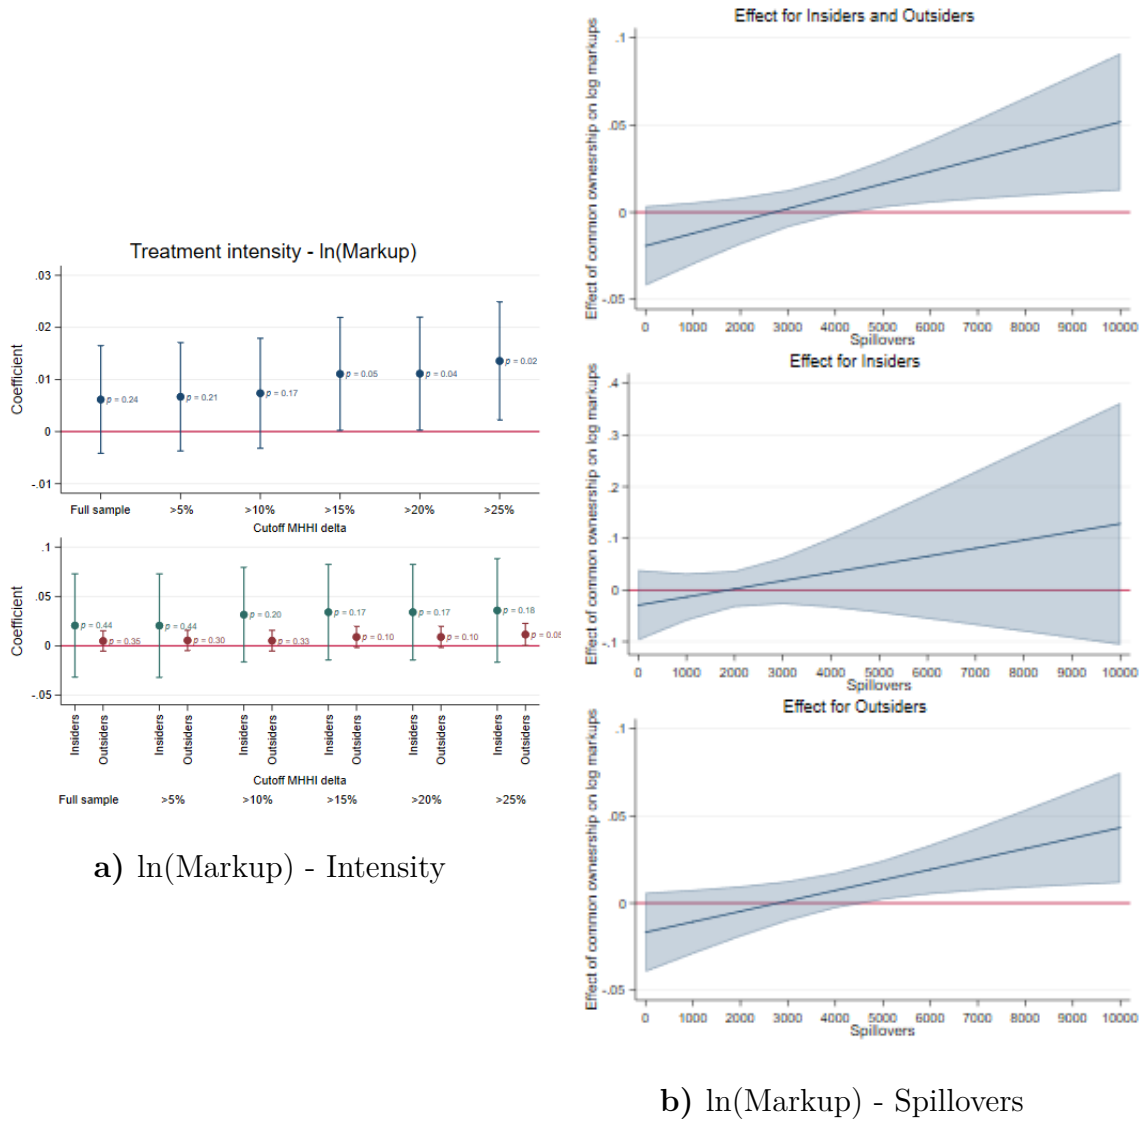 Treatment intensity - ln(Markup)
Coefficient
.03
.02
.01
0
-.01
p = 0.24
p = 0.21
p = 0.17
p = 0.05
p = 0.04
p = 0.02
Full sample >5% >10% >15% >20% >25%
Cutoff MHHI delta
Coefficient
.1
.05
0
-.05
p = 0.44
p = 0.35
p = 0.44
p = 0.30
p = 0.20
p = 0.33
p = 0.17
p = 0.10
p = 0.17
p = 0.10
p = 0.18
Insiders Outsiders Insiders Outsiders Insiders Outsiders Insiders Outsiders Insiders Outsiders Insiders Outsiders
Cutoff MHHI delta
Full sample >5% >10% >15% >20% >25%
a) ln(Markup) - Intensity
Effect for Insiders and Outsiders
Effect of common ownesrship on log markups
.1
.05
0
-.05
0 1000 2000 3000 4000 5000 6000 7000 8000 9000 10000
Spillovers
Effect for Insiders
Effect of common ownesrship on log markups
.4
.3
.2
.1
0
-.1
0 1000 2000 3000 4000 5000 6000 7000 8000 9000 10000
Spillovers
Effect for Outsiders
Effect of common ownesrship on log markups
.1
.05
0
-.05
0 1000 2000 3000 4000 5000 6000 7000 8000 9000 10000
Spillovers
b) ln(Markup) - Spillovers